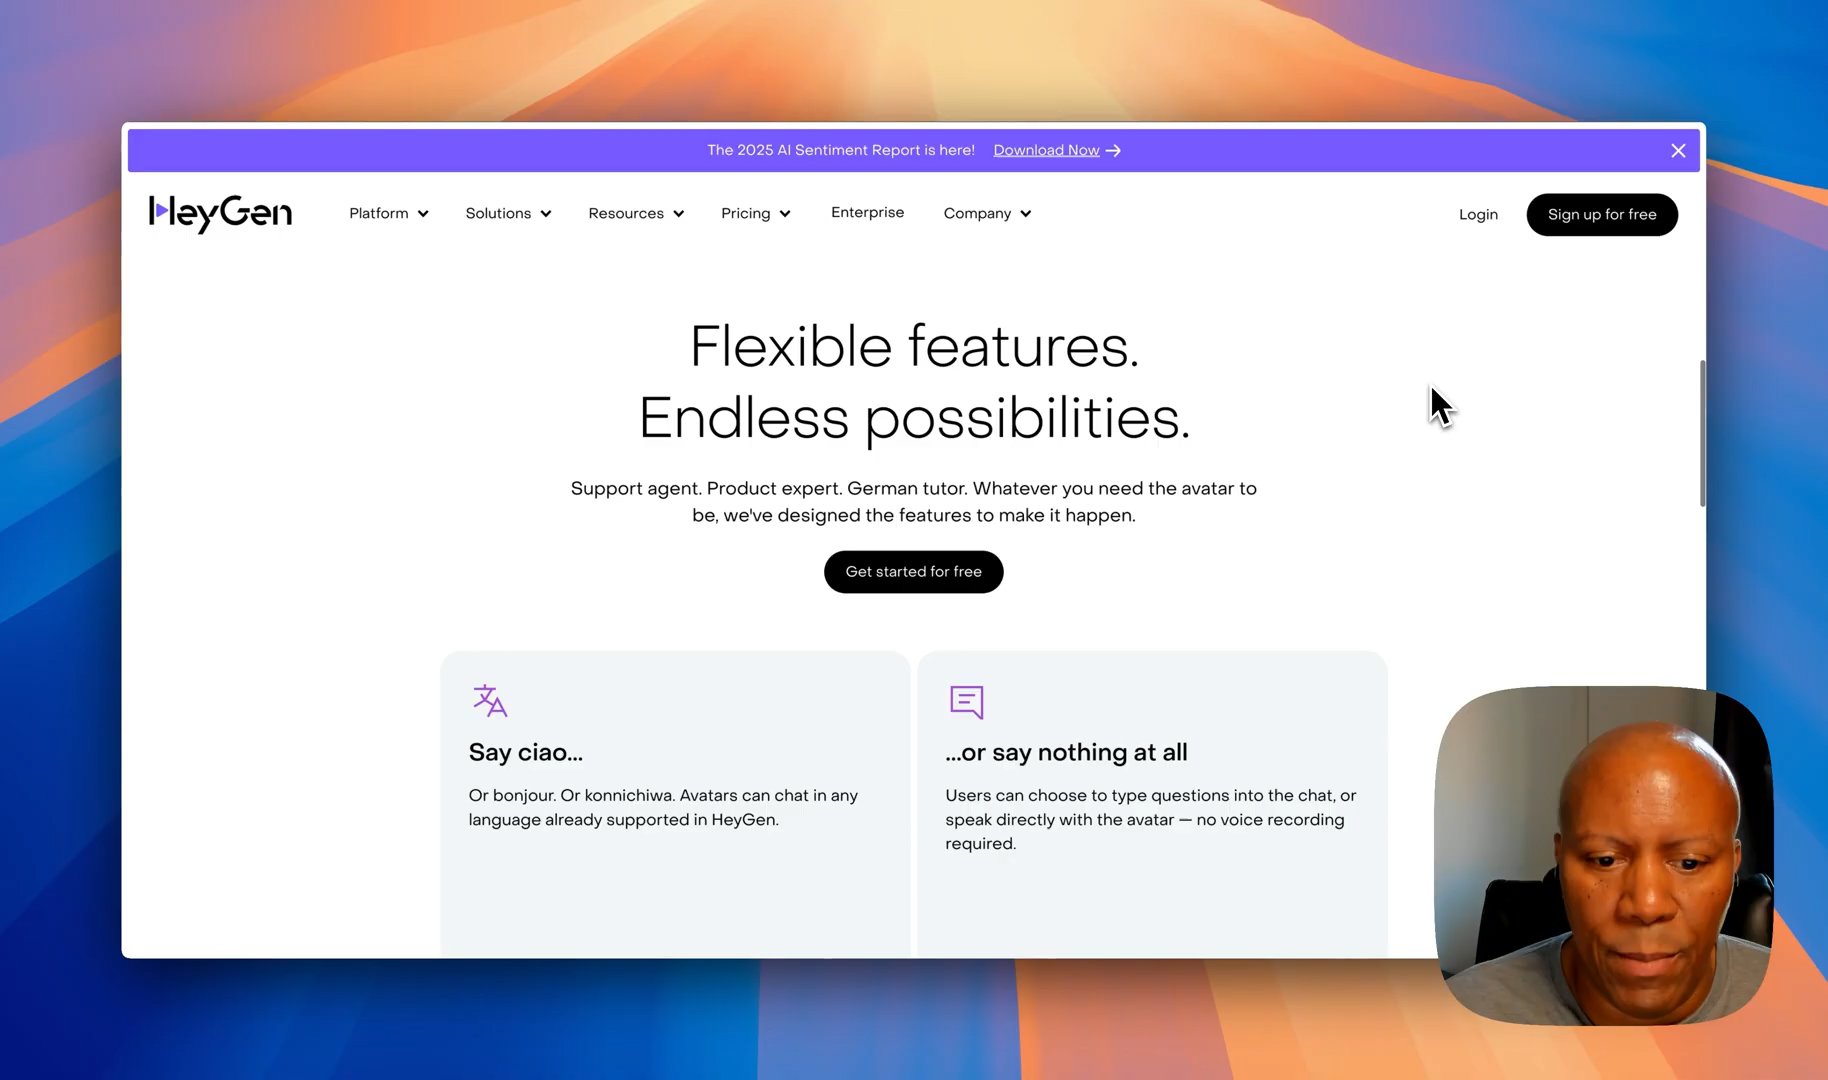 The 2025 AI Sentiment Report is here! Download Now →
HeyGen Platform Solutions Resources Pricing Enterprise Company Login Sign up for free
Flexible features.
Endless possibilities.
Support agent. Product expert. German tutor. Whatever you need the avatar to
be, we've designed the features to make it happen.
Get started for free
Say ciao...
Or bonjour. Or konnichiwa. Avatars can chat in any
language already supported in HeyGen.
...or say nothing at all
Users can choose to type questions into the chat, or
speak directly with the avatar — no voice recording
required.